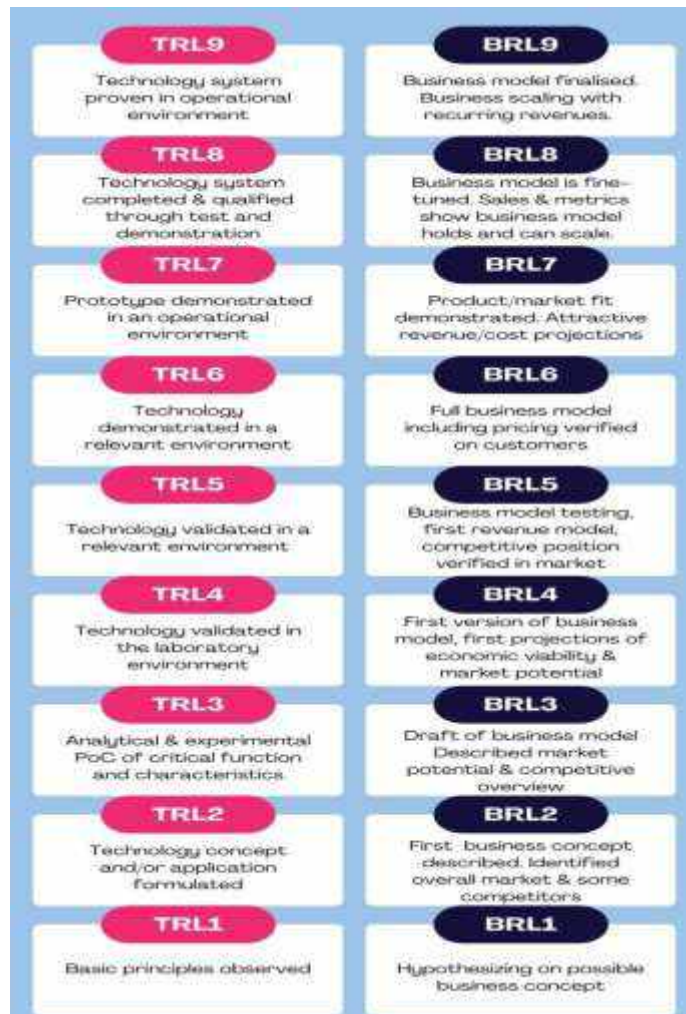 TRL9
Technology system
proven in operational
environment
BRL9
Business model finalised.
Business scaling with
recurring revenues.
TRL8
Technology system
completed & qualified
through test and
demonstration
BRL8
Business model is fine-
tuned. Sales & metrics
show business model
holds and can scale.
TRL7
Prototype demonstrated
in an operational
environment
BRL7
Product/market fit
demonstrated. Attractive
revenue/cost projections
TRL6
Technology
demonstrated in a
relevant environment
BRL6
Full business model
including pricing verified
on customers
TRL5
Technology validated in a
relevant environment
BRL5
Business model testing,
first revenue model,
competitive position
verified in market
TRL4
Technology validated in
the laboratory
environment
BRL4
First version of business
model, first projections of
economic viability &
market potential
TRL3
Analytical & experimental
PoC of critical function
and characteristics
BRL3
Draft of business model
Described market
potential & competitive
overview
TRL2
Technology concept
and/or application
formulated
BRL2
First business concept
described. Identified
overall market & some
competitors
TRL1
Basic principles observed
BRL1
Hypothesizing on possible
business concept